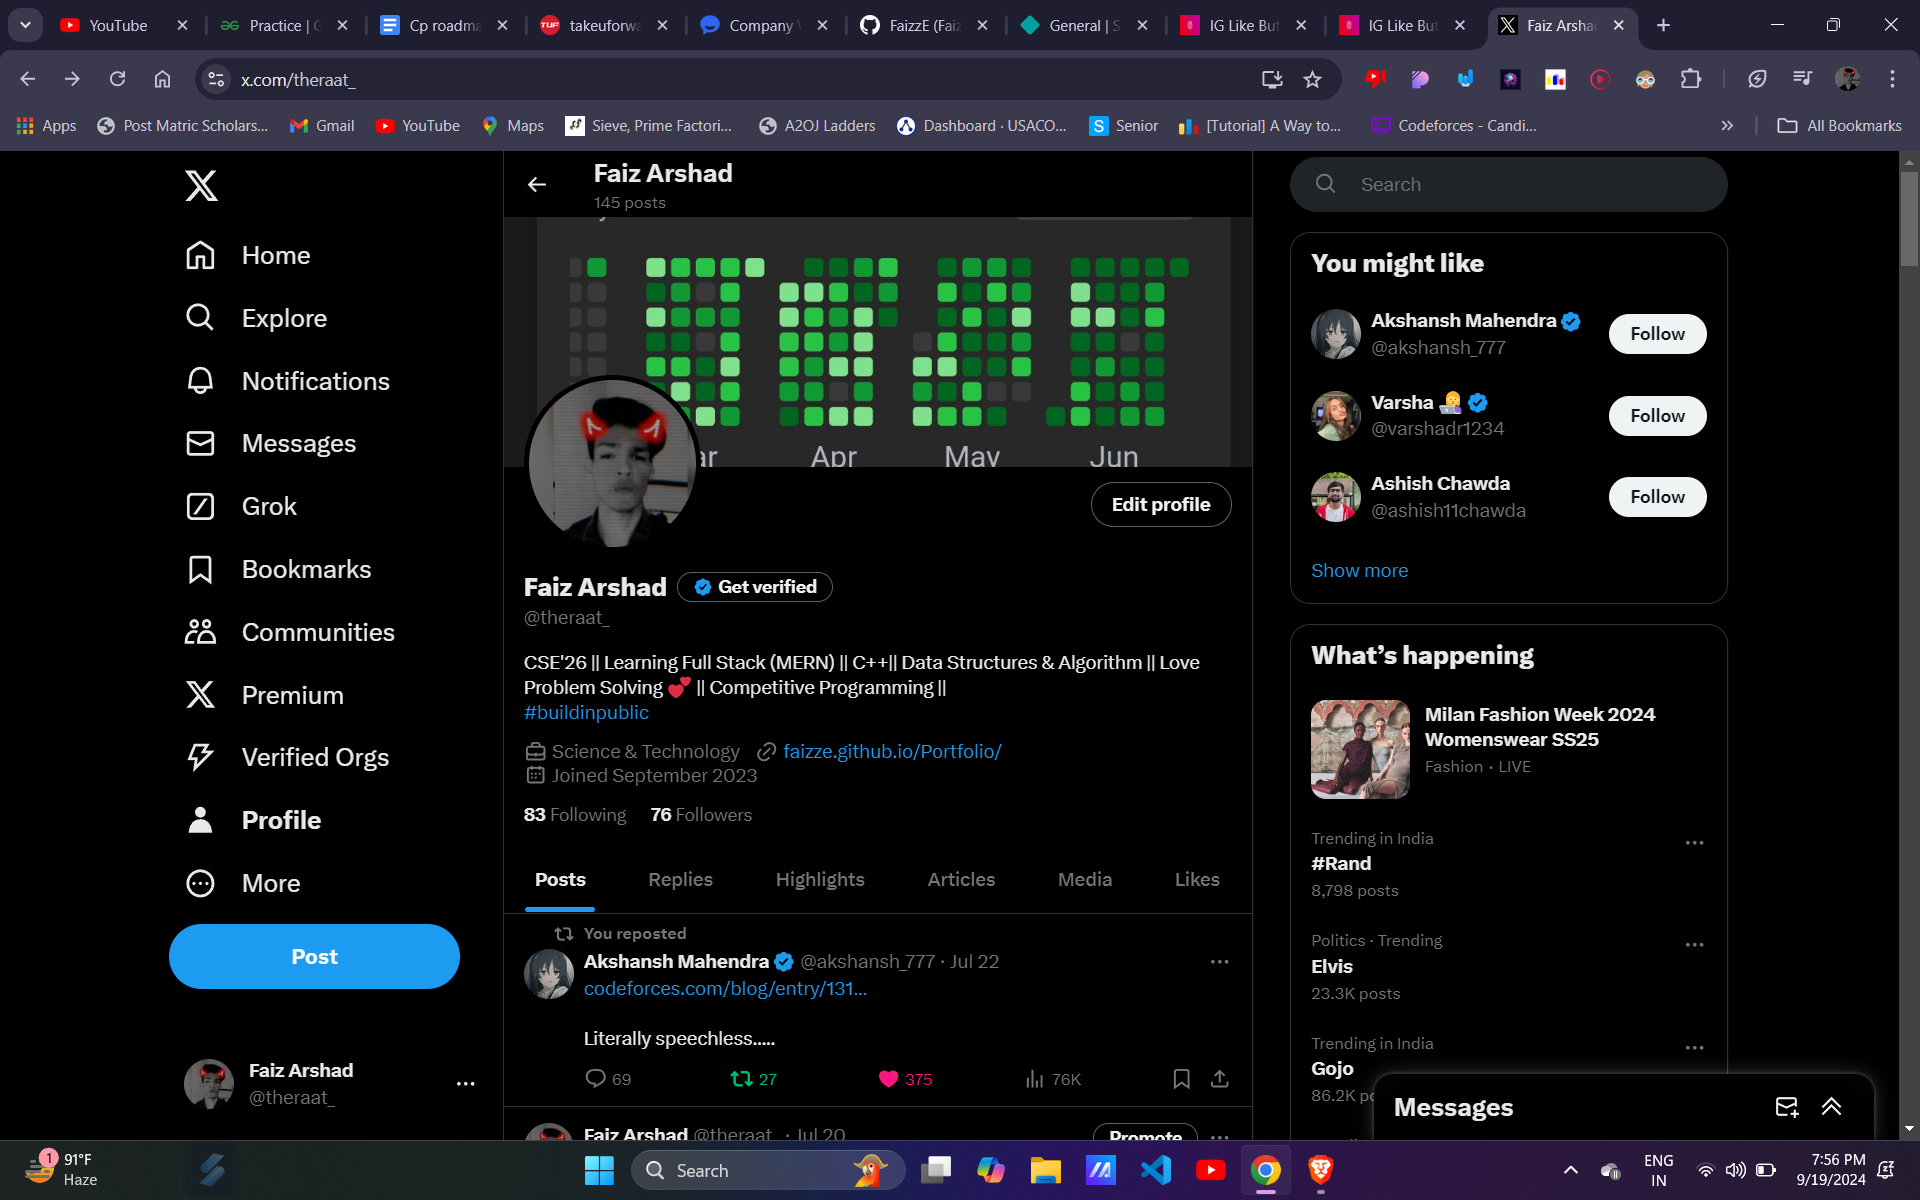 YouTube
Practice | G
Cp roadma
takeuforwa
Company
FaizzE (Faiz
General | S
IG Like But
IG Like But
Faiz Arshad
x.com/theraat_
Apps
Post Matric Scholars...
Gmail
YouTube
Maps
Sieve, Prime Factori...
A2OJ Ladders
Dashboard · USACO...
Senior
[Tutorial] A Way to...
Codeforces - Candi...
All Bookmarks
Home
Explore
Notifications
Messages
Grok
Bookmarks
Communities
Premium
Verified Orgs
Profile
More
Post
Faiz Arshad
@theraat_
Faiz Arshad
145 posts
Apr
May
Jun
Edit profile
Faiz Arshad
Get verified
@theraat_
CSE'26 || Learning Full Stack (MERN) || C++|| Data Structures & Algorithm || Love
Problem Solving 💕 || Competitive Programming ||
#buildinpublic
Science & Technology faizze.github.io/Portfolio/
Joined September 2023
83 Following 76 Followers
Posts
Replies
Highlights
Articles
Media
Likes
You reposted
Akshansh Mahendra @akshansh_777 · Jul 22
codeforces.com/blog/entry/131...
Literally speechless.....
69
27
375
76K
Faiz Arshad @theraat_ · Jul 20
Promote
Search
You might like
Akshansh Mahendra
@akshansh_777
Follow
Varsha 👩‍💻
@varshadr1234
Follow
Ashish Chawda
@ashish11chawda
Follow
Show more
What's happening
Milan Fashion Week 2024
Womenswear SS25
Fashion · LIVE
Trending in India
#Rand
8,798 posts
Politics · Trending
Elvis
23.3K posts
Trending in India
Gojo
86.2K po
Messages
1
91°F
Haze
Search
ENG
IN
7:56 PM
9/19/2024